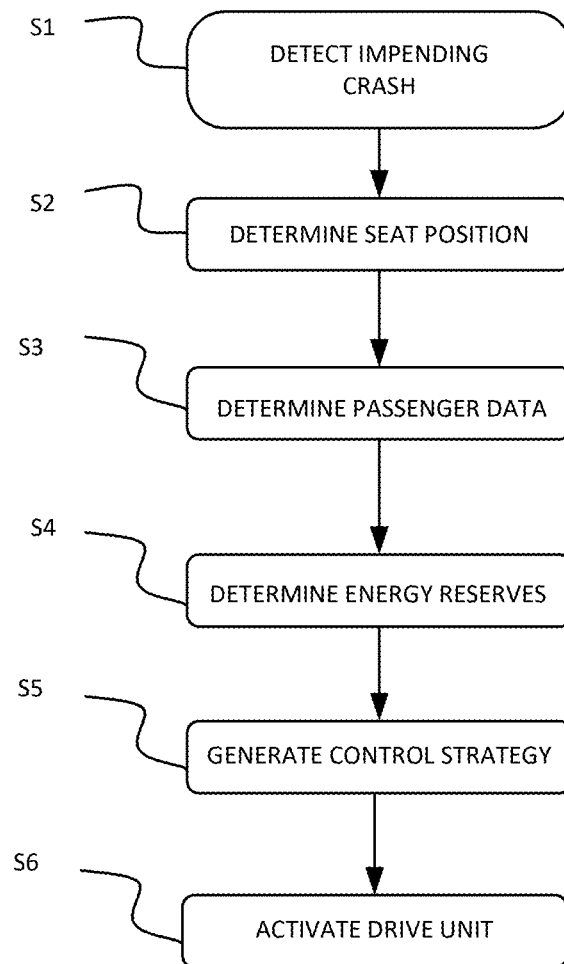 S1
DETECT IMPENDING
CRASH
S2
DETERMINE SEAT POSITION
S3
DETERMINE PASSENGER DATA
S4
DETERMINE ENERGY RESERVES
S5
GENERATE CONTROL STRATEGY
S6
ACTIVATE DRIVE UNIT